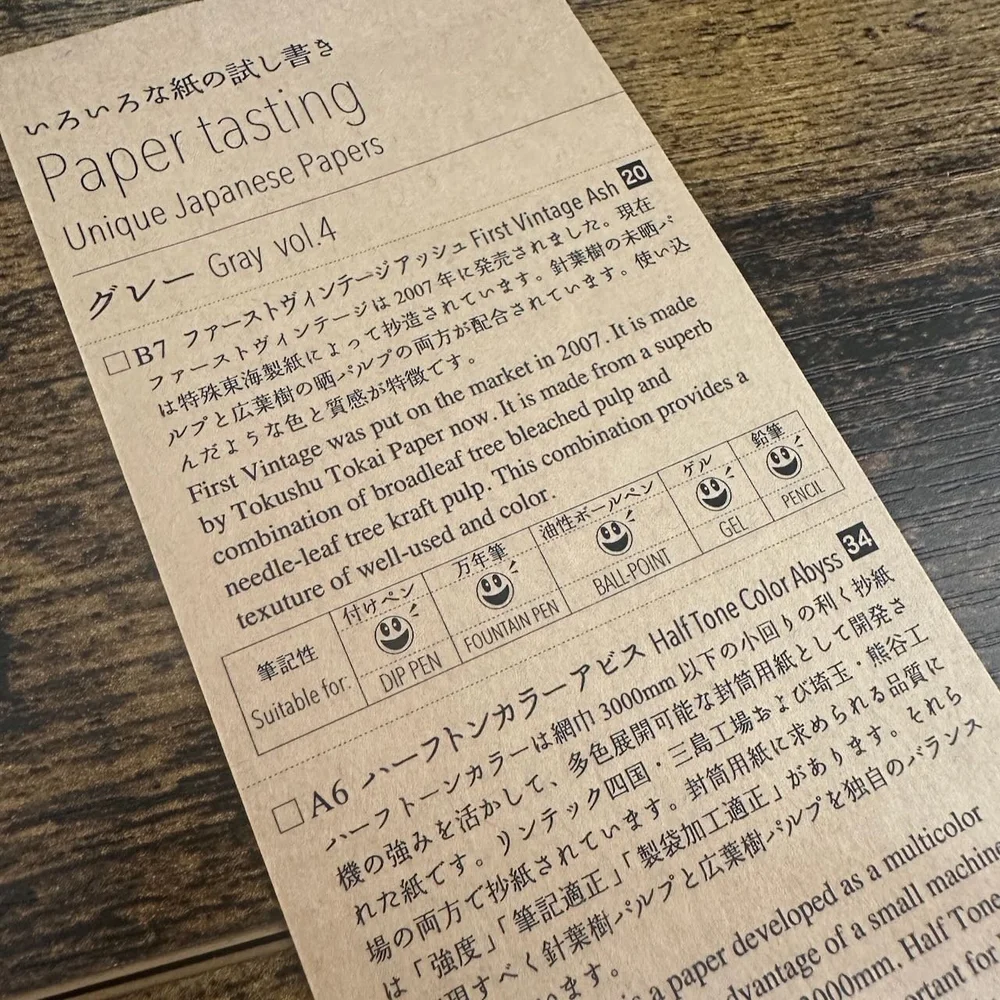 いろいろな紙の試し書き
Paper tasting
Unique Japanese Papers
グレー Gray vol.4
□B7 ファーストヴィンテージアッシュ First Vintage Ash 20
ファーストヴィンテージは2007年に発売されました。現在
は特殊東海製紙によって抄造されています。針葉樹の未晒パ
ルプと広葉樹の晒パルプの両方が配合されています。使い込
んだような色と質感が特徴です。
First Vintage was put on the market in 2007. It is made
by Tokushu Tokai Paper now. It is made from a superb
combination of broadleaf tree bleached pulp and
needle-leaf tree kraft pulp. This combination provides a
texuture of well-used and color.
筆記性 付けペン 万年筆 油性ボールペン ゲル 鉛筆
Suitable for: DIP PEN FOUNTAIN PEN BALL-POINT GEL PENCIL
□A6 ハーフトンカラーアビス Half Tone Color Abyss 34
ハーフトーンカラーは網巾3000mm以下の小回りの利く抄紙
機の強みを活かして、多色展開可能な封筒用紙として開発さ
れた紙です。リンテック四国・三島工場および埼玉・熊谷工
場の両方で抄紙されています。封筒用紙に求められる品質に
は「強度」「筆記適正」「製袋加工適正」があります。それら
現すべく針葉樹パルプと広葉樹パルプを独自のバランス
ます。
is a paper developed as a multicolor
advantage of a small machine
000mm. Half Tone
ortant for